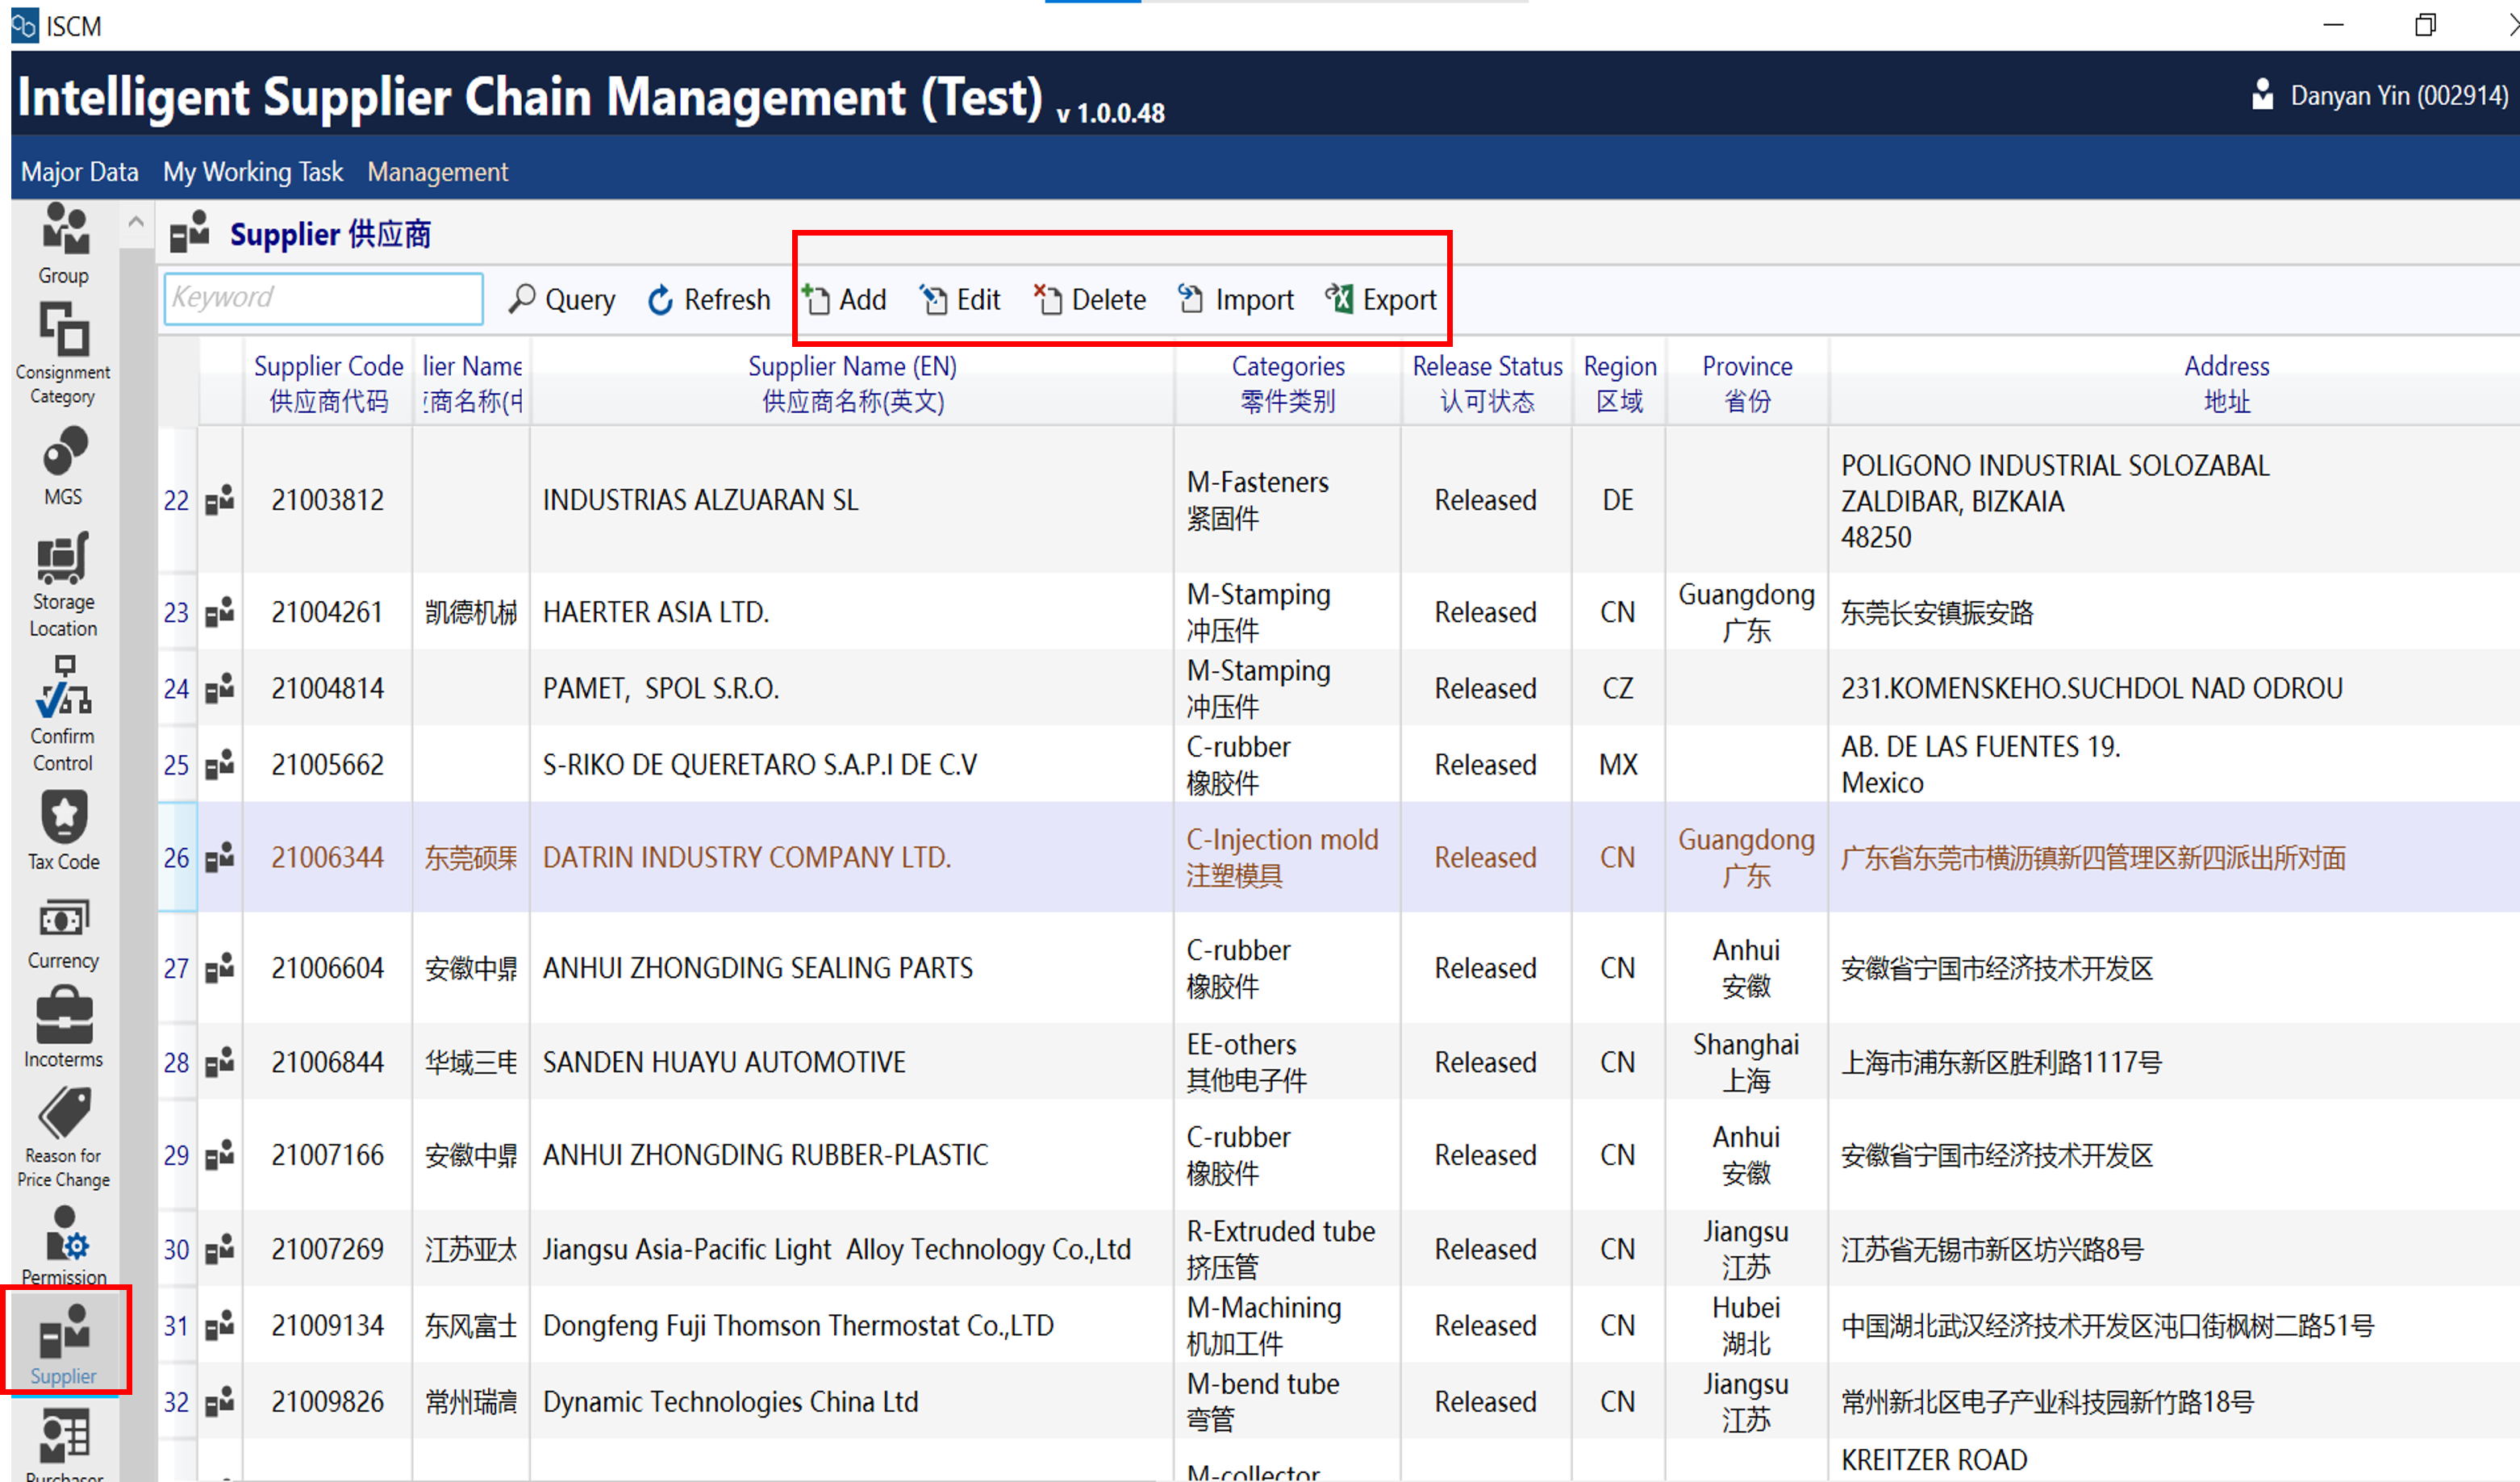 ISCM
Intelligent Supplier Chain Management (Test) v 1.0.0.48
Danyan Yin (002914)
Major Data My Working Task Management
Group
Consignment
Category
MGS
Storage
Location
Confirm
Control
Tax Code
Currency
Incoterms
Reason for
Price Change
Permission
Supplier
Purchaser
Supplier 供应商
Keyword Query Refresh Add Edit Delete Import Export
Supplier Code lier Name Supplier Name (EN) Categories Release Status Region Province Address
供应商代码 商名称( 供应商名称(英文) 零件类别 认可状态 区域 省份 地址
22 21003812 INDUSTRIAS ALZUARAN SL M-Fasteners
紧固件 Released DE POLIGONO INDUSTRIAL SOLOZABAL
ZALDIBAR, BIZKAIA
48250
23 21004261 凯德机械 HAERTER ASIA LTD. M-Stamping
冲压件 Released CN Guangdong
广东 东莞长安镇振安路
24 21004814 PAMET, SPOL S.R.O. M-Stamping
冲压件 Released CZ 231.KOMENSKEHO.SUCHDOL NAD ODROU
25 21005662 S-RIKO DE QUERETARO S.A.P.I DE C.V C-rubber
橡胶件 Released MX AB. DE LAS FUENTES 19.
Mexico
26 21006344 东莞硕果 DATRIN INDUSTRY COMPANY LTD. C-Injection mold
注塑模具 Released CN Guangdong
广东 广东省东莞市横沥镇新四管理区新四派出所对面
27 21006604 安徽中鼎 ANHUI ZHONGDING SEALING PARTS C-rubber
橡胶件 Released CN Anhui
安徽 安徽省宁国市经济技术开发区
28 21006844 华域三电 SANDEN HUAYU AUTOMOTIVE EE-others
其他电子件 Released CN Shanghai
上海 上海市浦东新区胜利路1117号
29 21007166 安徽中鼎 ANHUI ZHONGDING RUBBER-PLASTIC C-rubber
橡胶件 Released CN Anhui
安徽 安徽省宁国市经济技术开发区
30 21007269 江苏亚太 Jiangsu Asia-Pacific Light Alloy Technology Co.,Ltd R-Extruded tube
挤压管 Released CN Jiangsu
江苏 江苏省无锡市新区坊兴路8号
31 21009134 东风富士 Dongfeng Fuji Thomson Thermostat Co.,LTD M-Machining
机加工件 Released CN Hubei
湖北 中国湖北武汉经济技术开发区沌口街枫树二路51号
32 21009826 常州瑞高 Dynamic Technologies China Ltd M-bend tube
弯管 Released CN Jiangsu
江苏 常州新北区电子产业科技园新竹路18号
M-collector KREITZER ROAD